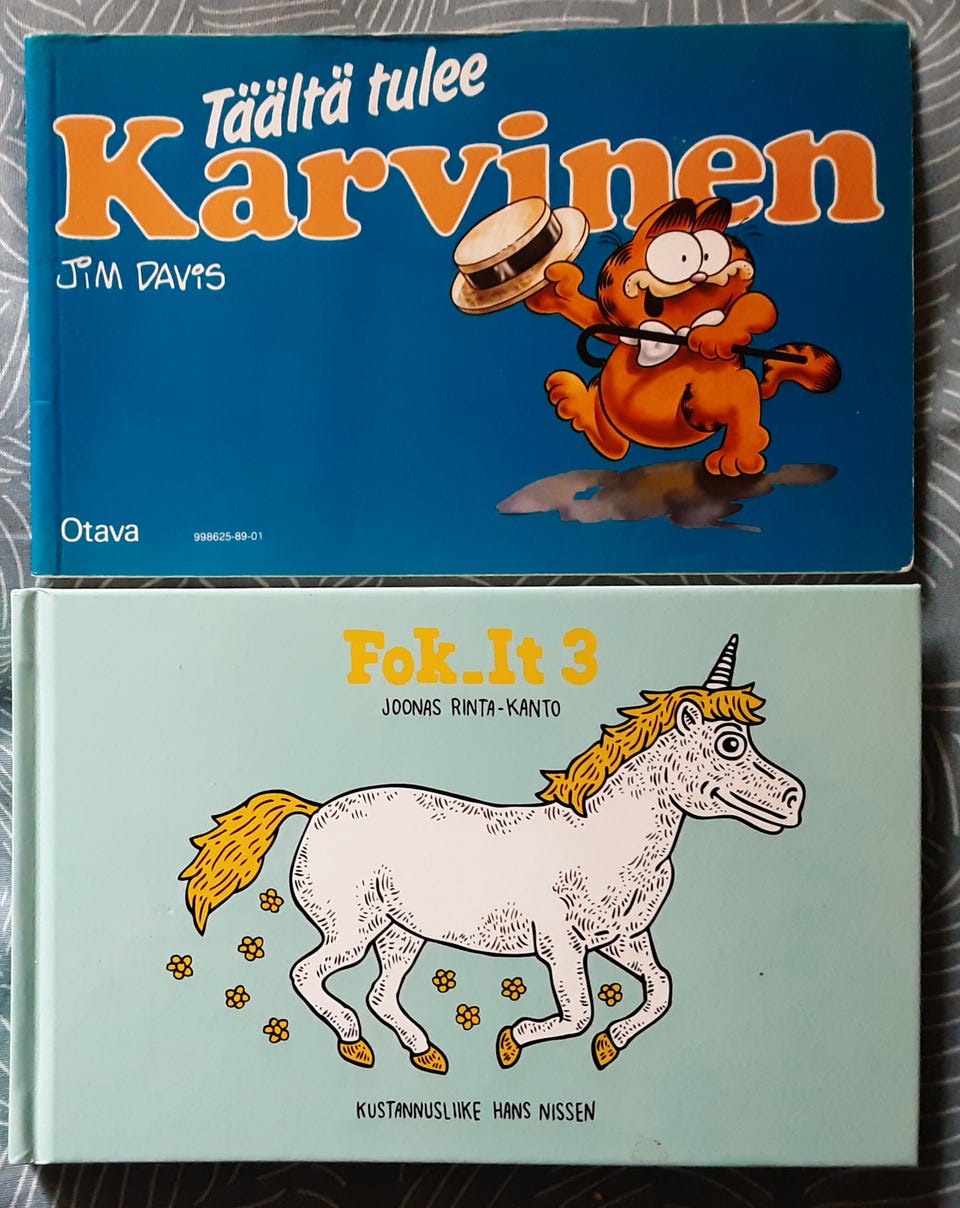 Täältä tulee
Karvinen
JIM DAVIS
Otava 998625-89-01
Fok_It 3
JOONAS RINTA-KANTO
KUSTANNUSLIIKE HANS NISSEN